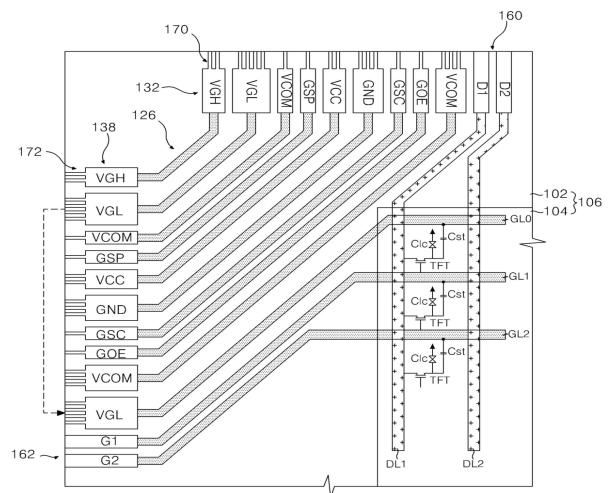 170
160
132
VGH
VGL
VCOM
GSP
VCC
GND
GSC
GOE
VCOM
D1
D2
126
138
172
VGH
VGL
VCOM
GSP
VCC
GND
GSC
GOE
VCOM
VGL
G1
G2
162
102
104
106
GL0
Clc
Cst
TFT
GL1
Clc
Cst
TFT
GL2
Clc
Cst
TFT
DL1
DL2